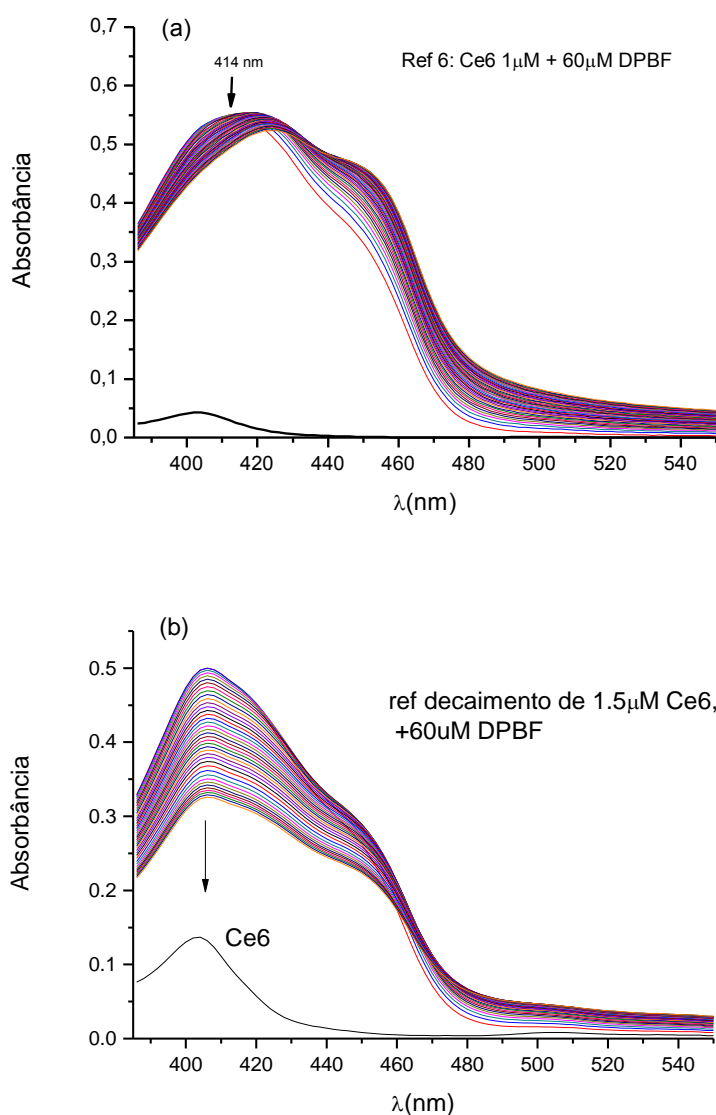 (a)
414 nm
Ref 6: Ce6 1μM + 60μM DPBF
0,7
0,6
0,5
0,4
0,3
0,2
0,1
0,0
Absorbância
400 420 440 460 480 500 520 540
λ(nm)
(b)
ref decaimento de 1.5μM Ce6,
+60uM DPBF
0.5
0.4
0.3
0.2
0.1
0.0
Absorbância
Ce6
400 420 440 460 480 500 520 540
λ(nm)